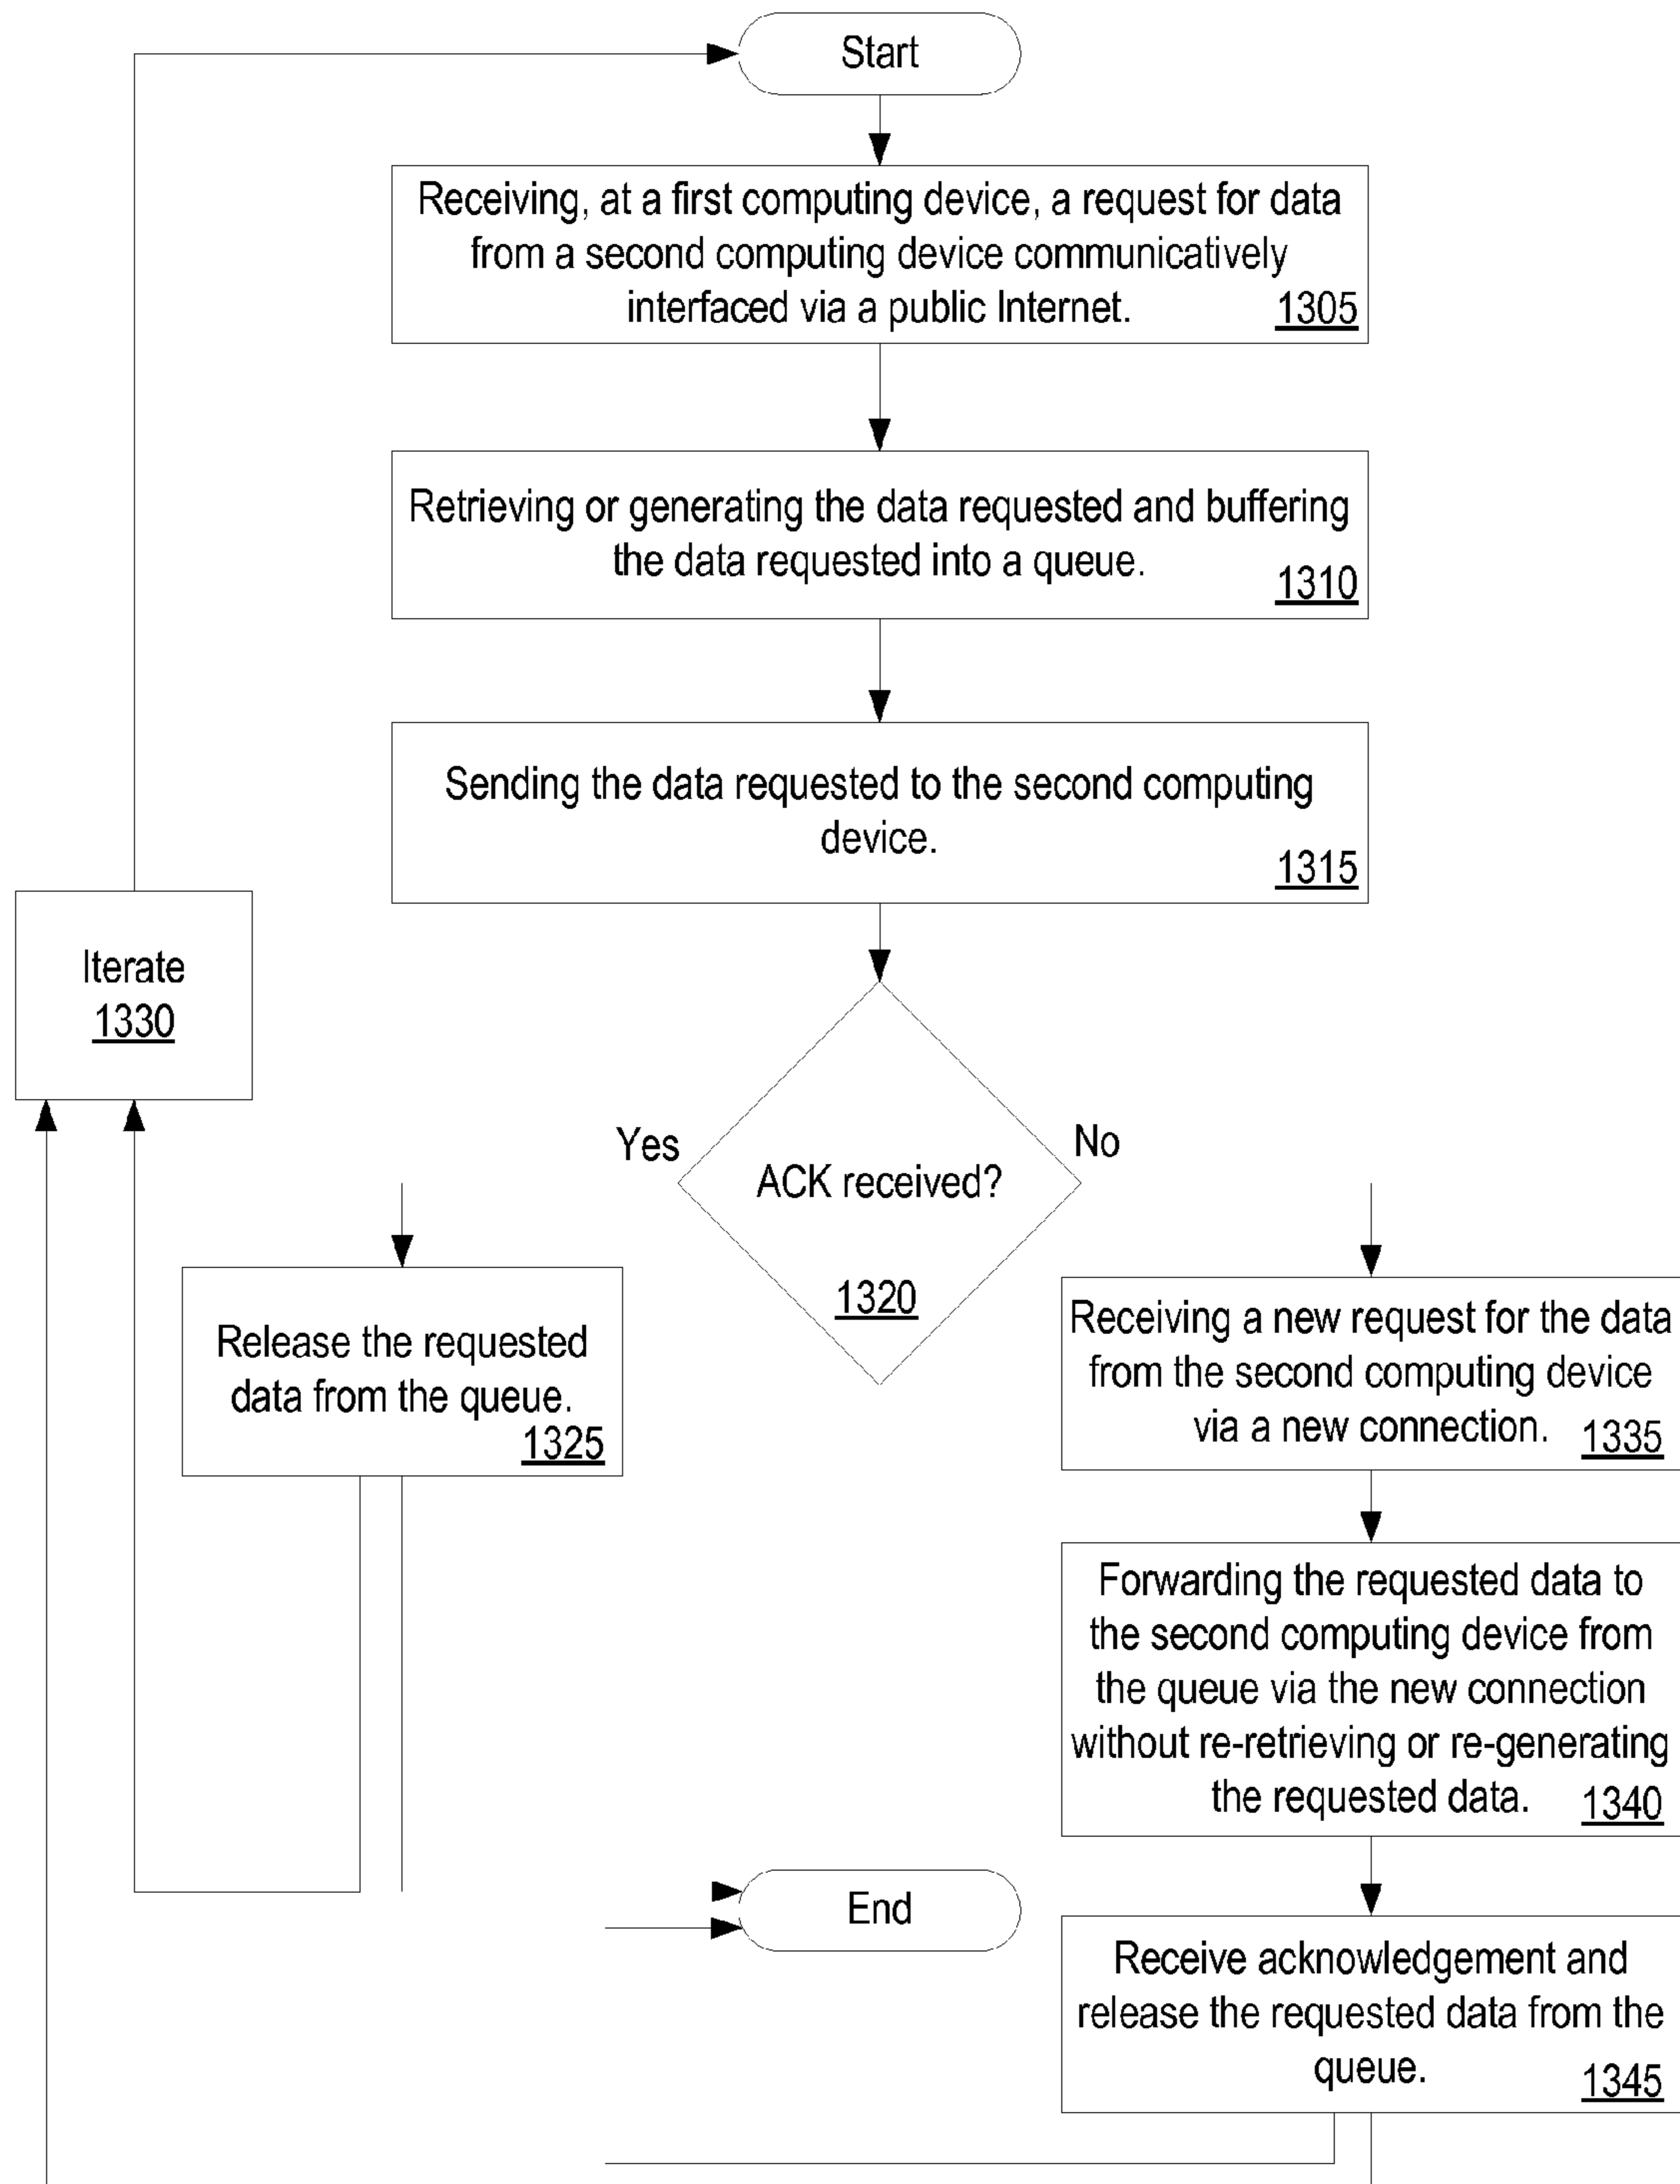 Start
Receiving, at a first computing device, a request for data
from a second computing device communicatively
interfaced via a public Internet.
1305
Retrieving or generating the data requested and buffering
the data requested into a queue.
1310
Sending the data requested to the second computing
device.
1315
Iterate
1330
Yes
No
ACK received?
1320
Release the requested
data from the queue.
1325
Receiving a new request for the data
from the second computing device
via a new connection.
1335
Forwarding the requested data to
the second computing device from
the queue via the new connection
without re-retrieving or re-generating
the requested data.
1340
End
Receive acknowledgement and
release the requested data from the
queue.
1345